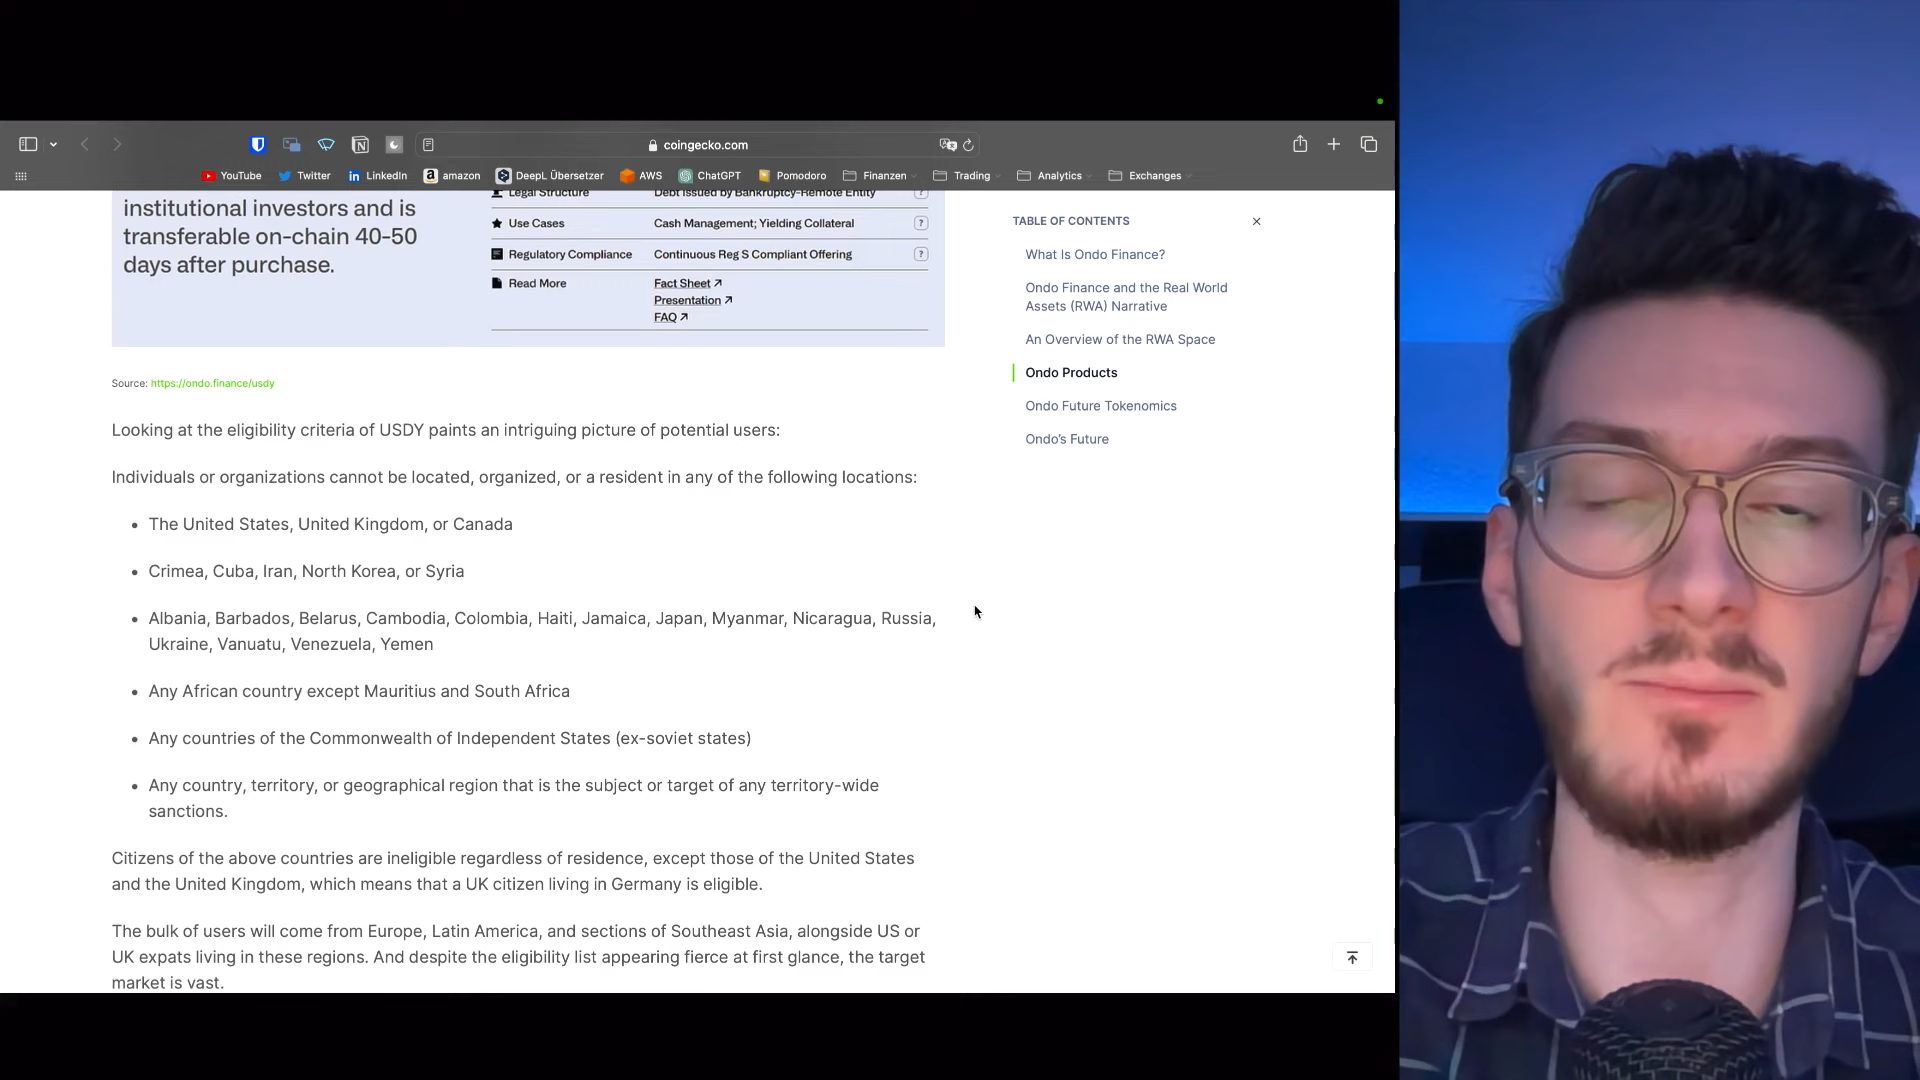 coingecko.com
YouTube Twitter LinkedIn amazon DeepL Übersetzer AWS ChatGPT Pomodoro Finanzen Trading Analytics Exchanges
institutional investors and is
transferable on-chain 40-50
days after purchase.
Legal Structure Debt Issued by Bankruptcy-Remote Entity ?
Use Cases Cash Management; Yielding Collateral ?
Regulatory Compliance Continuous Reg S Compliant Offering ?
Read More Fact Sheet ↗
Presentation ↗
FAQ ↗
Source: https://ondo.finance/usdy
Looking at the eligibility criteria of USDY paints an intriguing picture of potential users:
Individuals or organizations cannot be located, organized, or a resident in any of the following locations:
• The United States, United Kingdom, or Canada
• Crimea, Cuba, Iran, North Korea, or Syria
• Albania, Barbados, Belarus, Cambodia, Colombia, Haiti, Jamaica, Japan, Myanmar, Nicaragua, Russia,
Ukraine, Vanuatu, Venezuela, Yemen
• Any African country except Mauritius and South Africa
• Any countries of the Commonwealth of Independent States (ex-soviet states)
• Any country, territory, or geographical region that is the subject or target of any territory-wide
sanctions.
Citizens of the above countries are ineligible regardless of residence, except those of the United States
and the United Kingdom, which means that a UK citizen living in Germany is eligible.
The bulk of users will come from Europe, Latin America, and sections of Southeast Asia, alongside US or
UK expats living in these regions. And despite the eligibility list appearing fierce at first glance, the target
market is vast.
TABLE OF CONTENTS
What Is Ondo Finance?
Ondo Finance and the Real World
Assets (RWA) Narrative
An Overview of the RWA Space
Ondo Products
Ondo Future Tokenomics
Ondo's Future